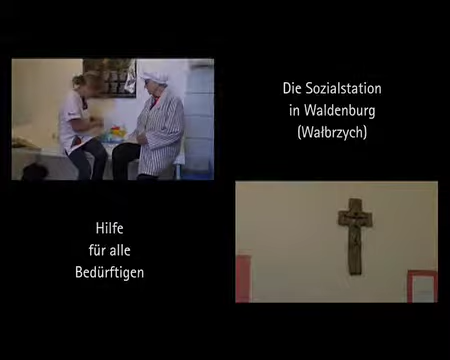 Die Sozialstation
in Waldenburg
(Wałbrzych)
Hilfe
für alle
Bedürftigen